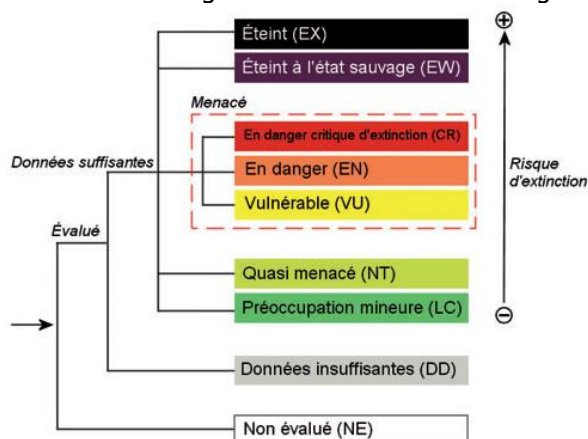 Éteint (EX)
Éteint à l'état sauvage (EW)
Menacé
En danger critique d'extinction (CR)
Données suffisantes
En danger (EN)
Risque
d'extinction
Vulnérable (VU)
Évalué
Quasi menacé (NT)
Préoccupation mineure (LC)
Données insuffisantes (DD)
Non évalué (NE)